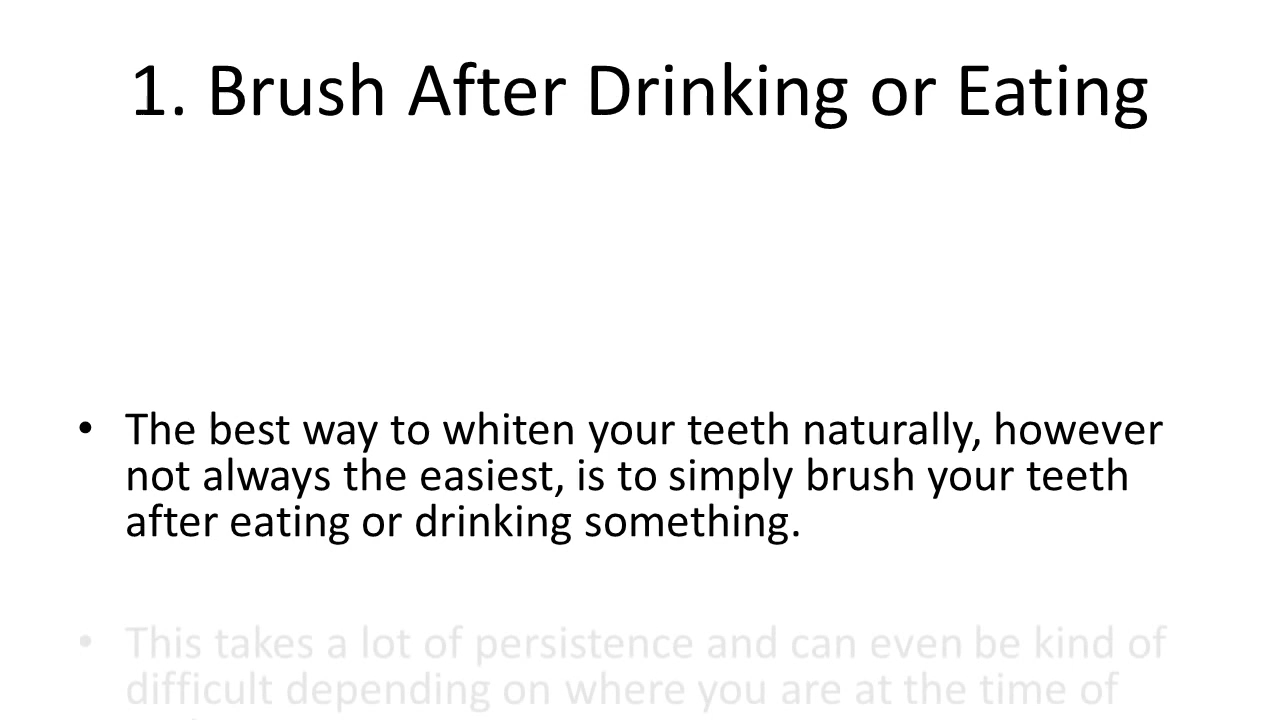 1. Brush After Drinking or Eating
• The best way to whiten your teeth naturally, however
not always the easiest, is to simply brush your teeth
after eating or drinking something.
• This takes a lot of persistence and can even be kind of
difficult depending on where you are at the time of